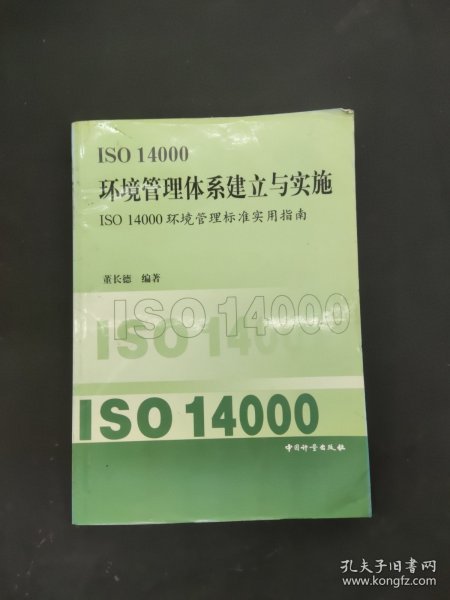 ISO 14000
环境管理体系建立与实施
ISO 14000 环境管理标准实用指南
董长德 编著
ISO 14000
ISO 14000
ISO 14000
中国计量出版社
孔夫子旧书网
www.kongfz.com